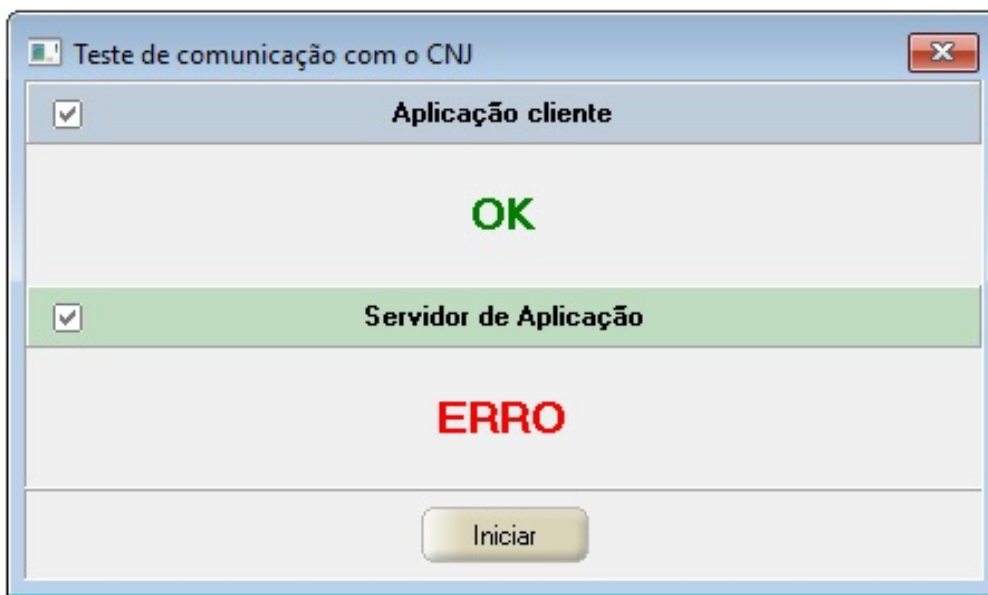 Teste de comunicação com o CNJ
Aplicação cliente
OK
Servidor de Aplicação
ERRO
Iniciar